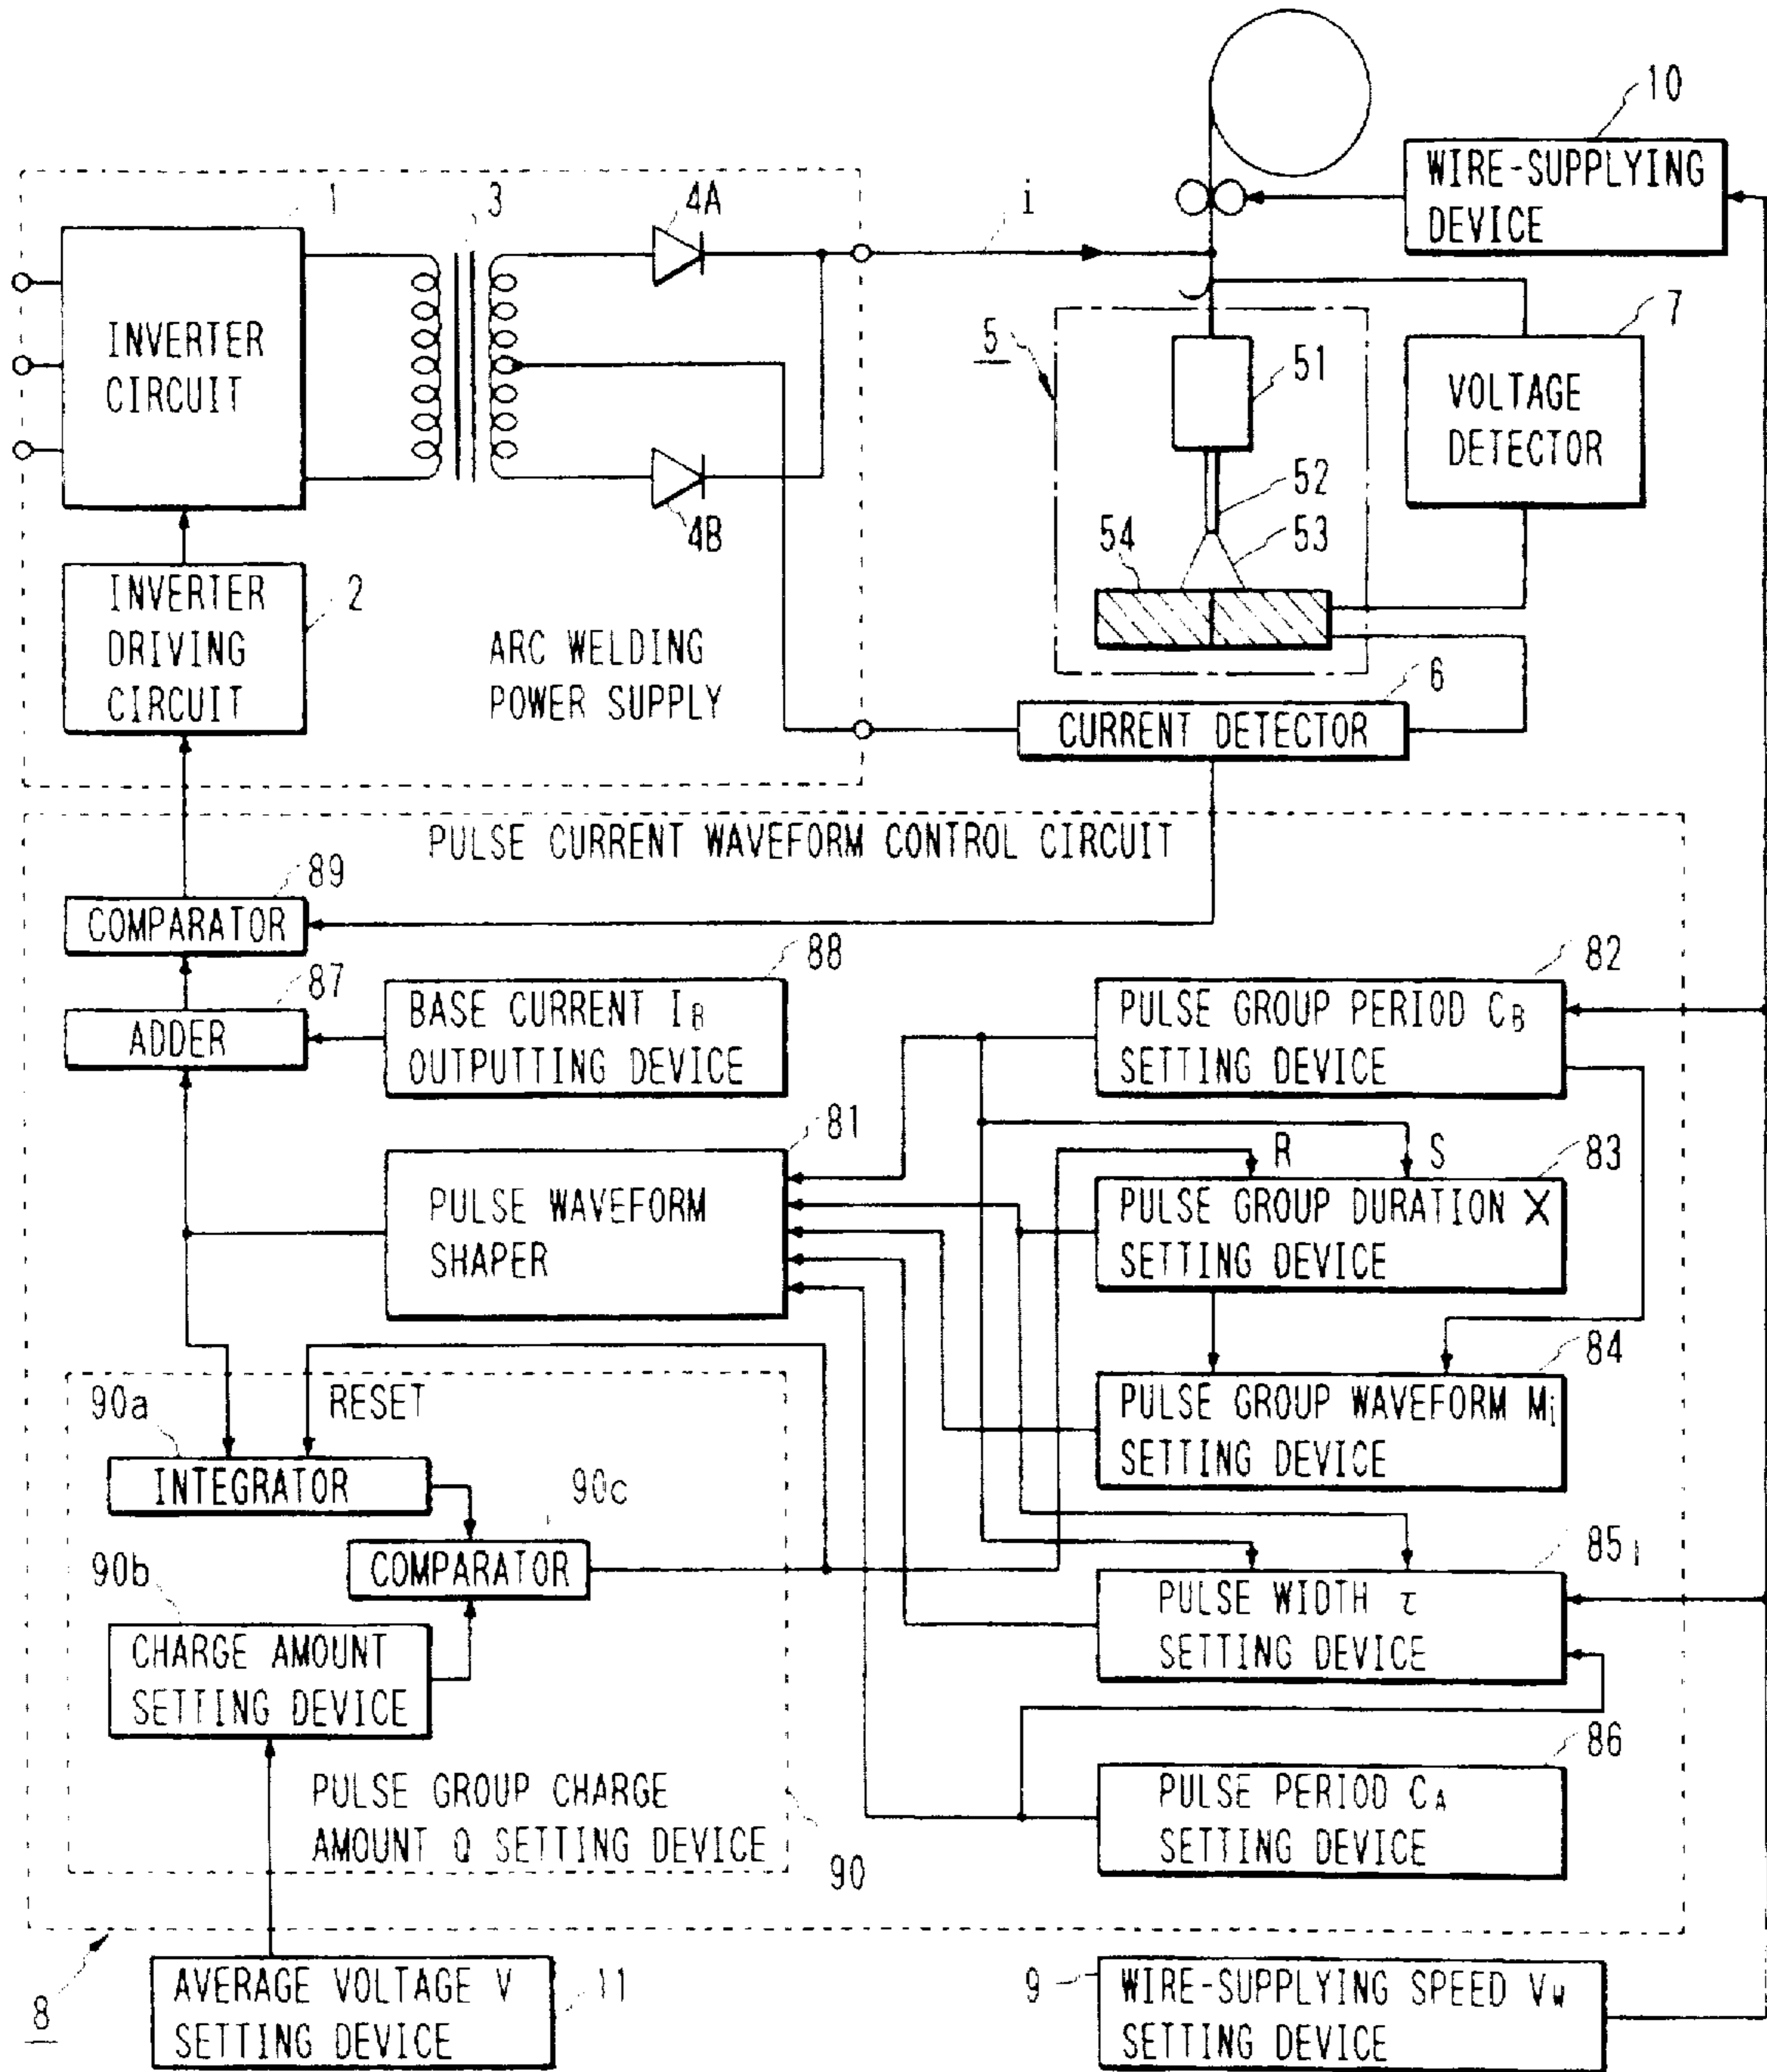 10
WIRE-SUPPLYING
DEVICE
1
3
4A
i
INVERTER
CIRCUIT
5
51
7
VOLTAGE
DETECTOR
4B
52
54
53
INVERTER
DRIVING
CIRCUIT
2
ARC WELDING
POWER SUPPLY
6
CURRENT DETECTOR
PULSE CURRENT WAVEFORM CONTROL CIRCUIT
89
COMPARATOR
87
ADDER
88
BASE CURRENT IB
OUTPUTTING DEVICE
82
PULSE GROUP PERIOD CB
SETTING DEVICE
81
PULSE WAVEFORM
SHAPER
R
S
83
PULSE GROUP DURATION X
SETTING DEVICE
84
PULSE GROUP WAVEFORM Mi
SETTING DEVICE
90a
RESET
INTEGRATOR
90c
COMPARATOR
90b
CHARGE AMOUNT
SETTING DEVICE
851
PULSE WIDTH τ
SETTING DEVICE
86
PULSE PERIOD CA
SETTING DEVICE
PULSE GROUP CHARGE
AMOUNT Q SETTING DEVICE
90
8
AVERAGE VOLTAGE V
SETTING DEVICE
11
9
WIRE-SUPPLYING SPEED VW
SETTING DEVICE